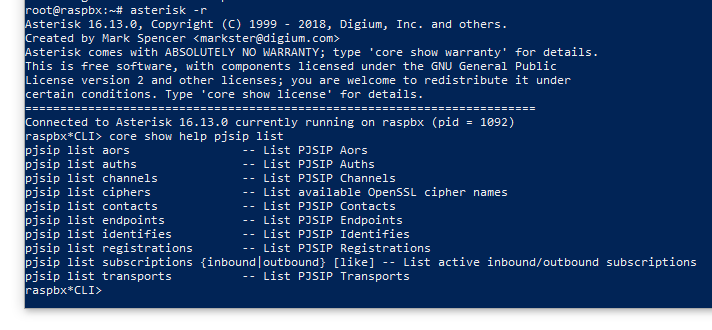 root@raspbx:~# asterisk -r
Asterisk 16.13.0, Copyright (C) 1999 - 2018, Digium, Inc. and others.
Created by Mark Spencer <markster@digium.com>
Asterisk comes with ABSOLUTELY NO WARRANTY; type 'core show warranty' for details.
This is free software, with components licensed under the GNU General Public
License version 2 and other licenses; you are welcome to redistribute it under
certain conditions. Type 'core show license' for details.
=========================================================================
Connected to Asterisk 16.13.0 currently running on raspbx (pid = 1092)
raspbx*CLI> core show help pjsip list
pjsip list aors                -- List PJSIP Aors
pjsip list auths               -- List PJSIP Auths
pjsip list channels            -- List PJSIP Channels
pjsip list ciphers             -- List available OpenSSL cipher names
pjsip list contacts            -- List PJSIP Contacts
pjsip list endpoints           -- List PJSIP Endpoints
pjsip list identifies          -- List PJSIP Identifies
pjsip list registrations       -- List PJSIP Registrations
pjsip list subscriptions {inbound|outbound} [like] -- List active inbound/outbound subscriptions
pjsip list transports          -- List PJSIP Transports
raspbx*CLI>